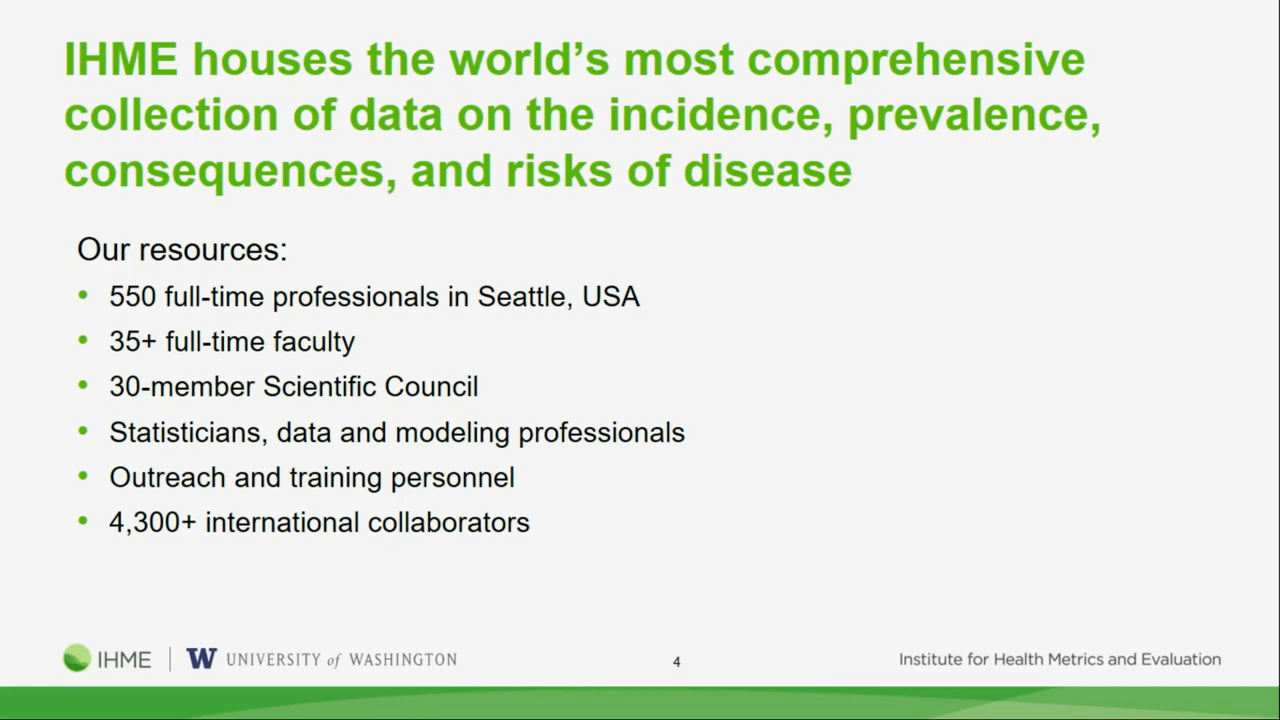 IHME houses the world’s most comprehensive
collection of data on the incidence, prevalence,
consequences, and risks of disease
Our resources:
• 550 full-time professionals in Seattle, USA
• 35+ full-time faculty
• 30-member Scientific Council
• Statisticians, data and modeling professionals
• Outreach and training personnel
• 4,300+ international collaborators
IHME | W UNIVERSITY of WASHINGTON
4
Institute for Health Metrics and Evaluation